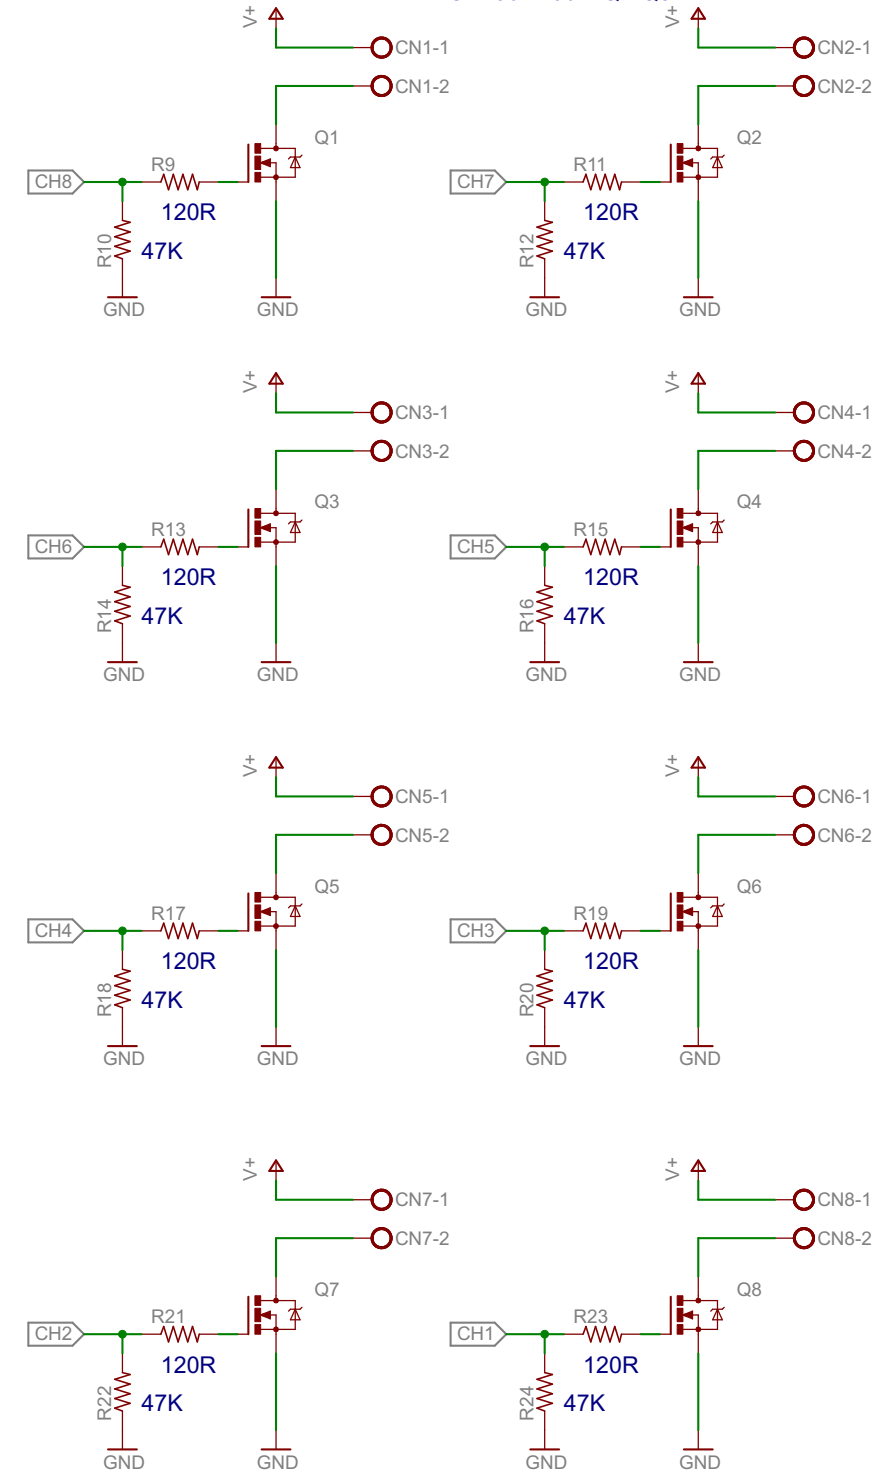 V+
CN1-1
CN1-2
Q1
CH8
R9
120R
R10
47K
GND
GND
V+
CN2-1
CN2-2
Q2
CH7
R11
120R
R12
47K
GND
GND
V+
CN3-1
CN3-2
Q3
CH6
R13
120R
R14
47K
GND
GND
V+
CN4-1
CN4-2
Q4
CH5
R15
120R
R16
47K
GND
GND
V+
CN5-1
CN5-2
Q5
CH4
R17
120R
R18
47K
GND
GND
V+
CN6-1
CN6-2
Q6
CH3
R19
120R
R20
47K
GND
GND
V+
CN7-1
CN7-2
Q7
CH2
R21
120R
R22
47K
GND
GND
V+
CN8-1
CN8-2
Q8
CH1
R23
120R
R24
47K
GND
GND